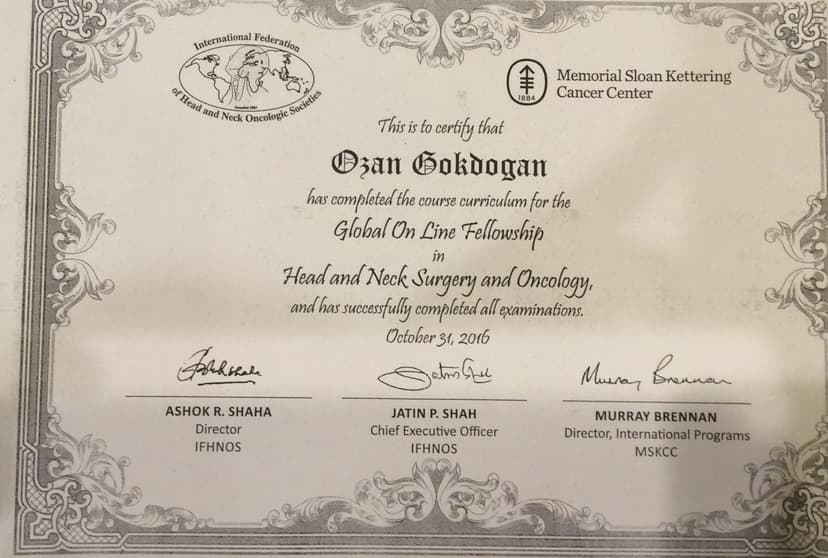 International Federation
of Head and Neck Oncologic Societies
Memorial Sloan Kettering
Cancer Center
1884
This is to certify that
Ozan Gokdogan
has completed the course curriculum for the
Global On Line Fellowship
in
Head and Neck Surgery and Oncology,
and has successfully completed all examinations.
October 31, 2016
Murray Brennan
ASHOK R. SHAHA
Director
IFHNOS
JATIN P. SHAH
Chief Executive Officer
IFHNOS
MURRAY BRENNAN
Director, International Programs
MSKCC